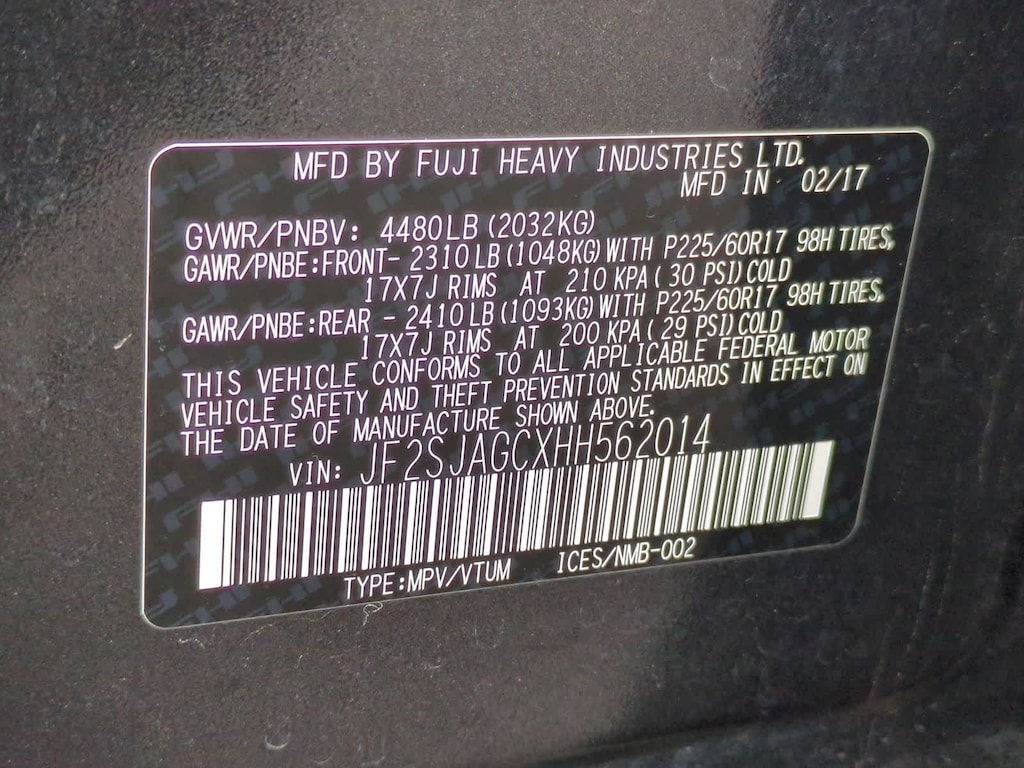 MFD BY FUJI HEAVY INDUSTRIES LTD.
MFD IN 02/17
GVWR/PNBV: 4480LB (2032KG)
GAWR/PNBE:FRONT- 2310 LB (1048KG) WITH P225/60R17 98H TIRES,
17X7J RIMS AT 210 KPA ( 30 PSI) COLD
GAWR/PNBE:REAR - 2410 LB (1093KG) WITH P225/60R17 98H TIRES,
17X7J RIMS AT 200 KPA ( 29 PSI) COLD
THIS VEHICLE CONFORMS TO ALL APPLICABLE FEDERAL MOTOR
VEHICLE SAFETY AND THEFT PREVENTION STANDARDS IN EFFECT ON
THE DATE OF MANUFACTURE SHOWN ABOVE.
VIN: JF2SJAGCXHH562014
TYPE:MPV/VTUM ICES/NMB-002